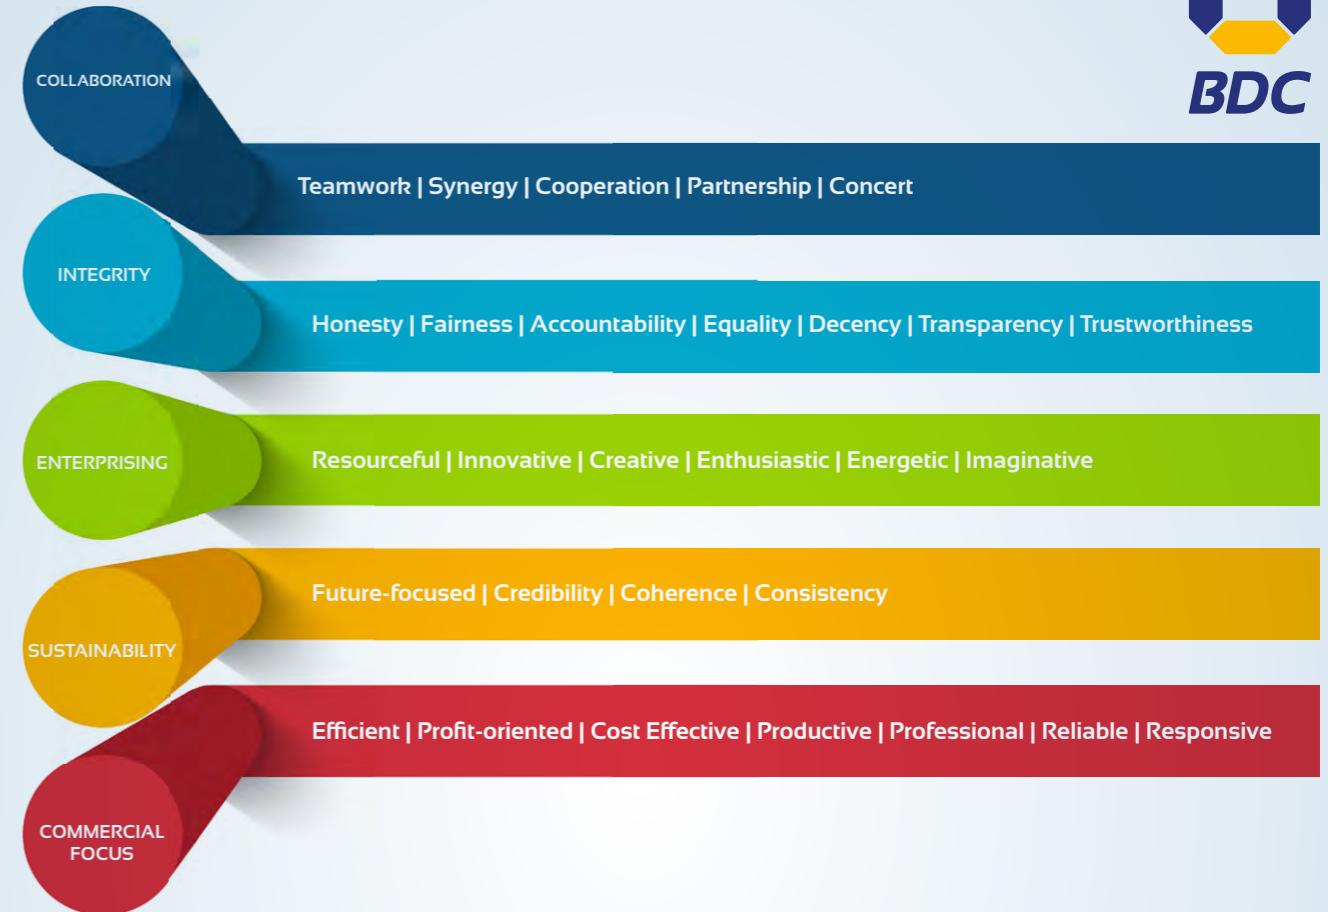 BDC
COLLABORATION
Teamwork | Synergy | Cooperation | Partnership | Concert
INTEGRITY
Honesty | Fairness | Accountability | Equality | Decency | Transparency | Trustworthiness
ENTERPRISING
Resourceful | Innovative | Creative | Enthusiastic | Energetic | Imaginative
SUSTAINABILITY
Future-focused | Credibility | Coherence | Consistency
COMMERCIAL
FOCUS
Efficient | Profit-oriented | Cost Effective | Productive | Professional | Reliable | Responsive